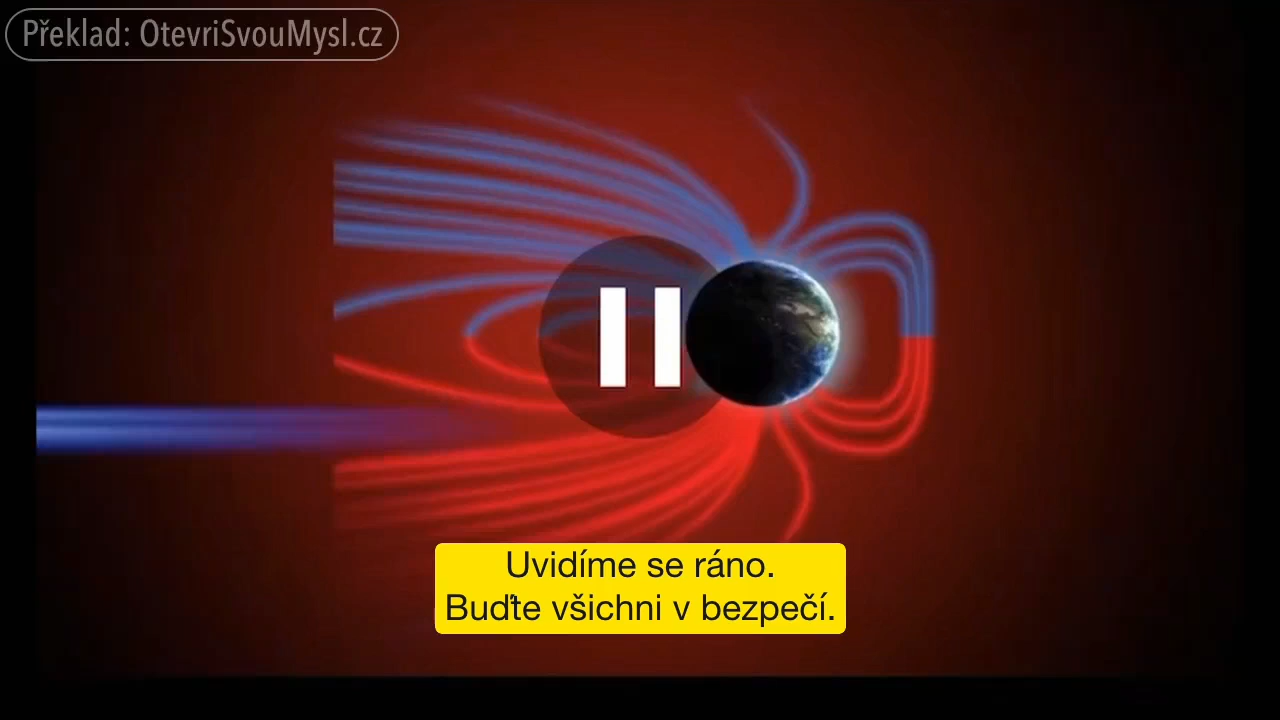 Překlad: OtevriSvouMysl.cz
Uvidíme se ráno.
Buďte všichni v bezpečí.